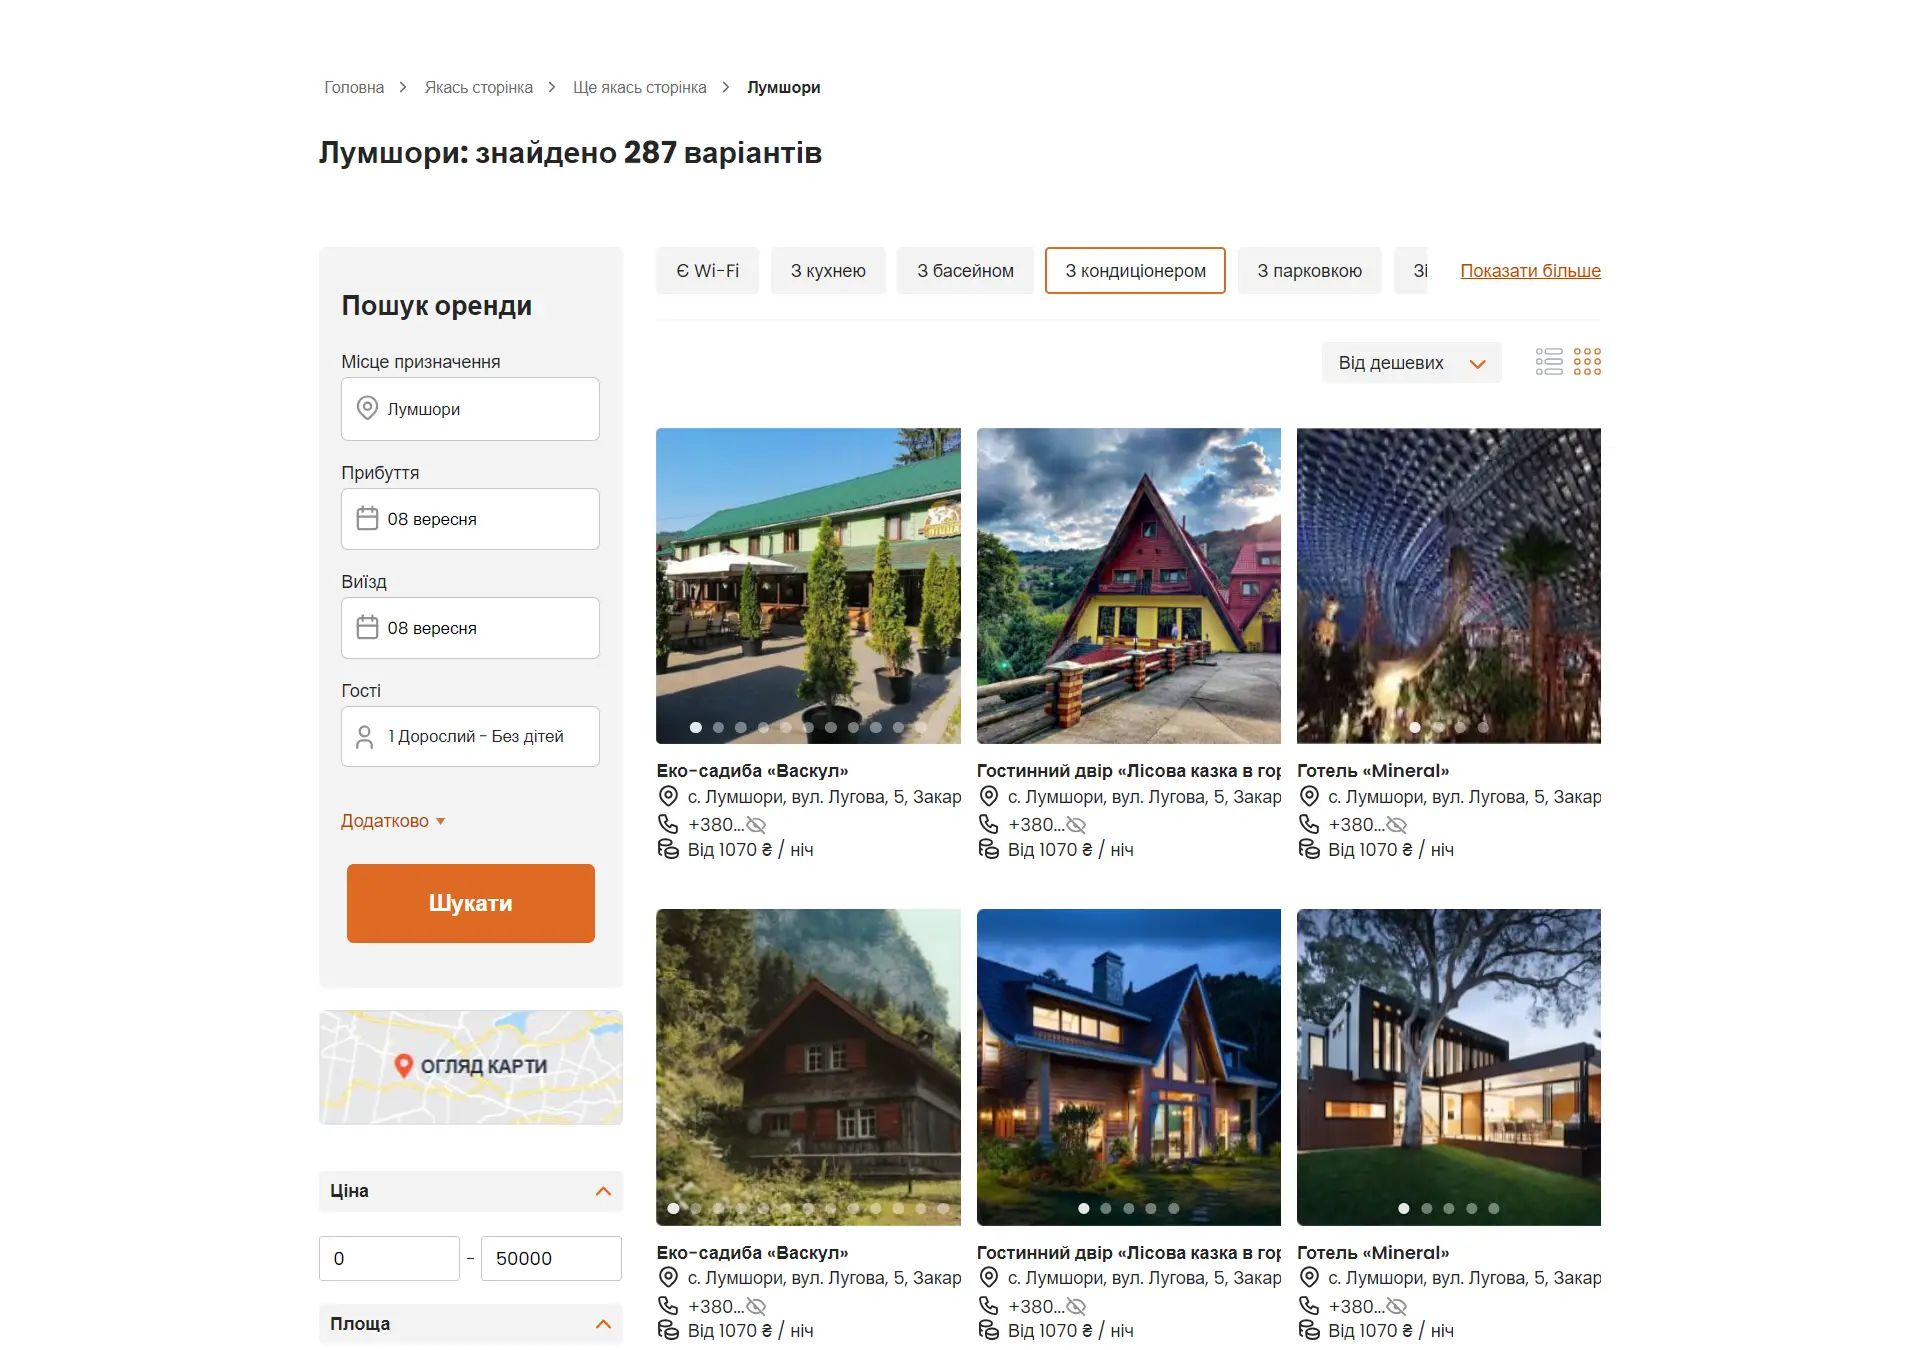 Головна > Якась сторінка > Ще якась сторінка > Лумшори
Лумшори: знайдено 287 варіантів
Пошук оренди
Місце призначення
Лумшори
Прибуття
08 вересня
Виїзд
08 вересня
Гості
1 Дорослий - Без дітей
Додатково
Шукати
ОГЛЯД КАРТИ
Ціна
0 - 50000
Площа
Є Wi-Fi З кухнею З басейном З кондиціонером З парковкою Зі Показати більше
Від дешевих
Еко-садиба «Васкул»
с. Лумшори, вул. Лугова, 5, Закар
+380...
Від 1070 ₴ / ніч
Гостинний двір «Лісова казка в гор
с. Лумшори, вул. Лугова, 5, Закар
+380...
Від 1070 ₴ / ніч
Готель «Mineral»
с. Лумшори, вул. Лугова, 5, Закар
+380...
Від 1070 ₴ / ніч
Еко-садиба «Васкул»
с. Лумшори, вул. Лугова, 5, Закар
+380...
Від 1070 ₴ / ніч
Гостинний двір «Лісова казка в гор
с. Лумшори, вул. Лугова, 5, Закар
+380...
Від 1070 ₴ / ніч
Готель «Mineral»
с. Лумшори, вул. Лугова, 5, Закар
+380...
Від 1070 ₴ / ніч